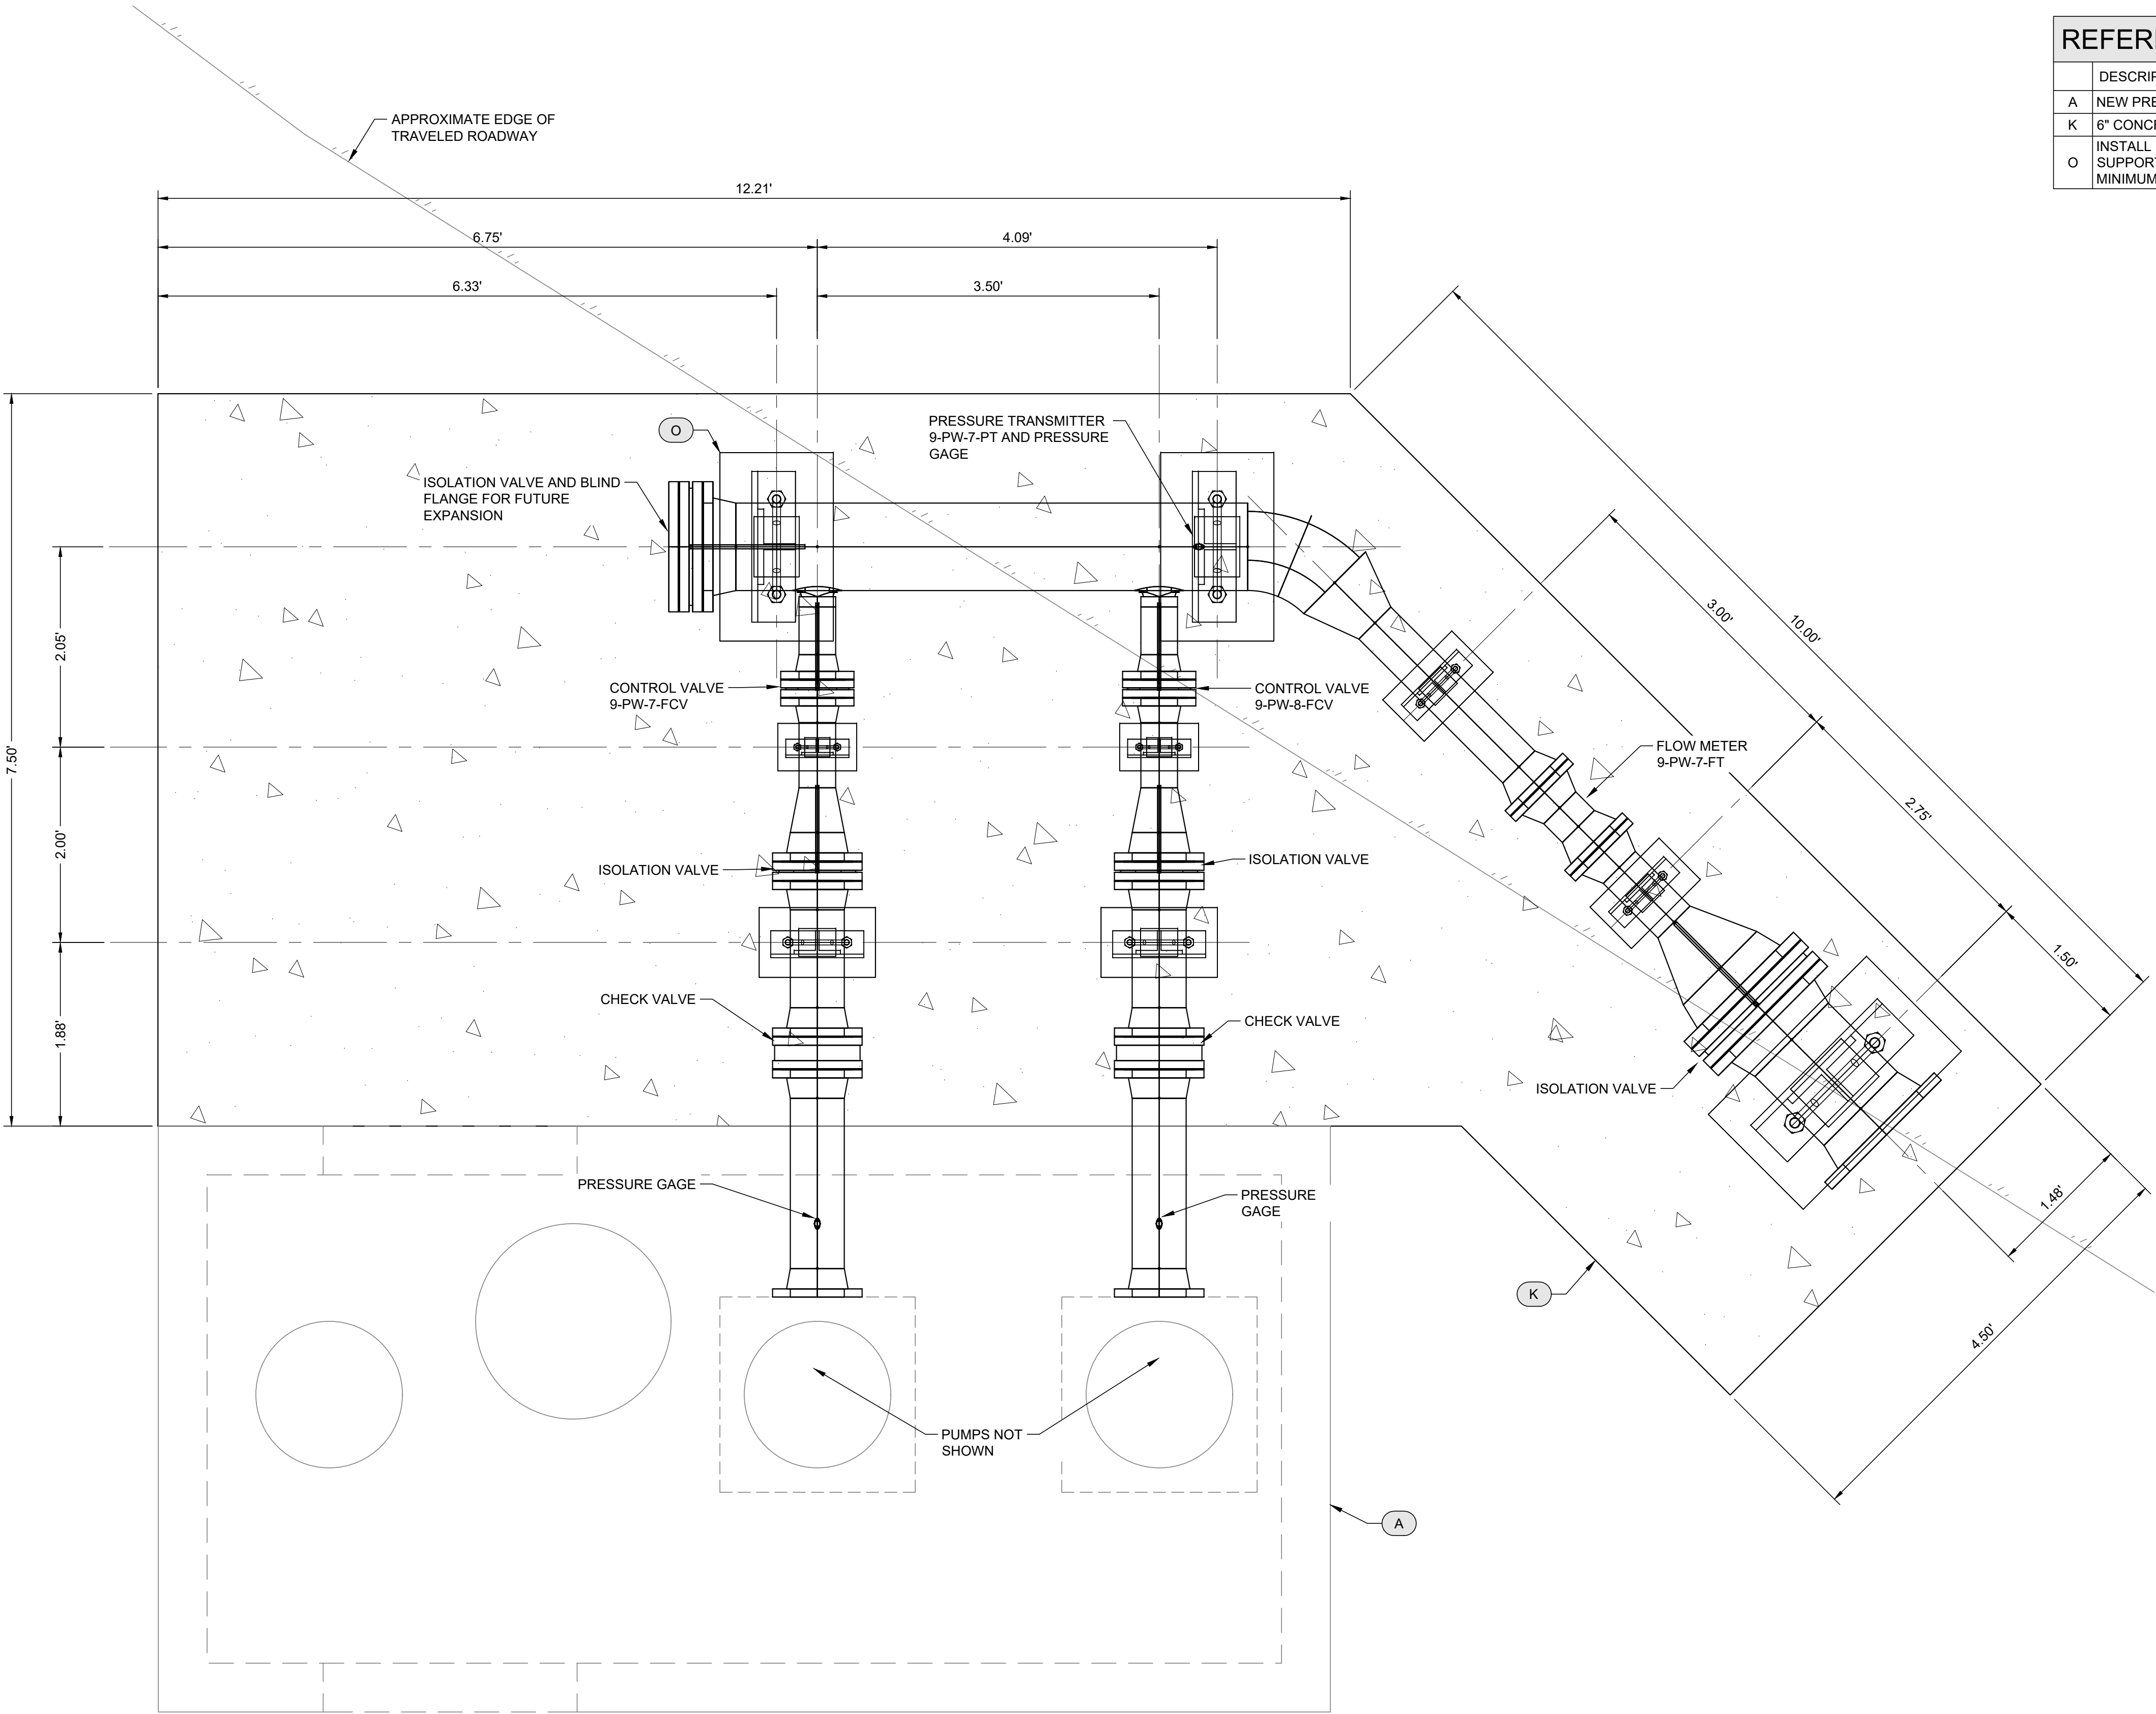 REFER
DESCRI
A NEW PRE
K 6" CONC
INSTALL
O SUPPOR
MINIMUM
APPROXIMATE EDGE OF
TRAVELED ROADWAY
12.21'
6.75'
4.09'
6.33'
3.50'
O
PRESSURE TRANSMITTER
9-PW-7-PT AND PRESSURE
GAGE
ISOLATION VALVE AND BLIND
FLANGE FOR FUTURE
EXPANSION
3.00'
10.00'
2.05'
CONTROL VALVE
9-PW-7-FCV
CONTROL VALVE
9-PW-8-FCV
7.50'
FLOW METER
9-PW-7-FT
2.75'
2.00'
ISOLATION VALVE
ISOLATION VALVE
1.50'
CHECK VALVE
CHECK VALVE
1.88'
ISOLATION VALVE
PRESSURE GAGE
PRESSURE
GAGE
1.48'
K
4.50'
PUMPS NOT
SHOWN
A